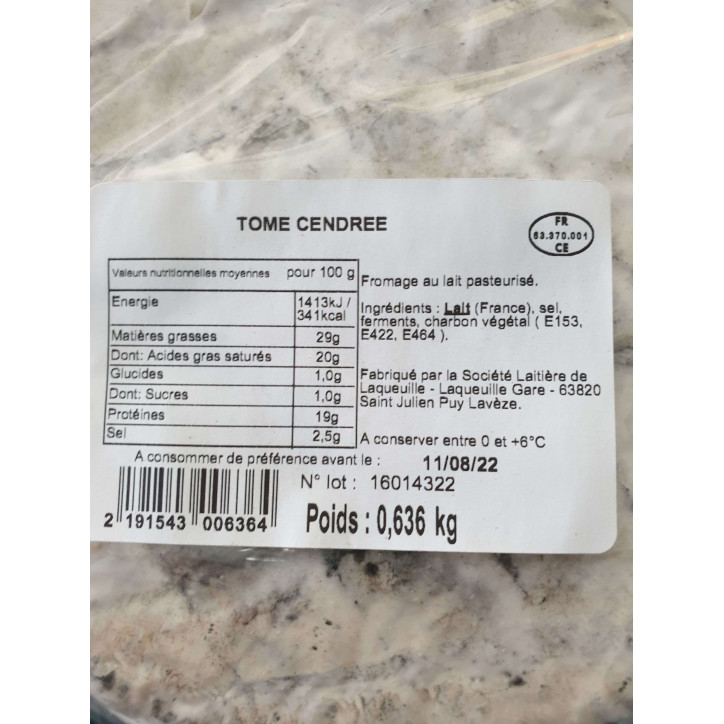 TOME CENDREE
FR
63.370.001
CE
Valeurs nutritionnelles moyennes pour 100 g
Energie 1413kJ /
341kcal
Matières grasses 29g
Dont: Acides gras saturés 20g
Glucides 1,0g
Dont: Sucres 1,0g
Protéines 19g
Sel 2,5g
Fromage au lait pasteurisé.
Ingrédients : Lait (France), sel,
ferments, charbon végétal ( E153,
E422, E464 ).
Fabriqué par la Société Laitière de
Laqueuille - Laqueuille Gare - 63820
Saint Julien Puy Lavèze.
A conserver entre 0 et +6°C
A consommer de préférence avant le : 11/08/22
N° lot : 16014322
2 191543 006364
Poids : 0,636 kg